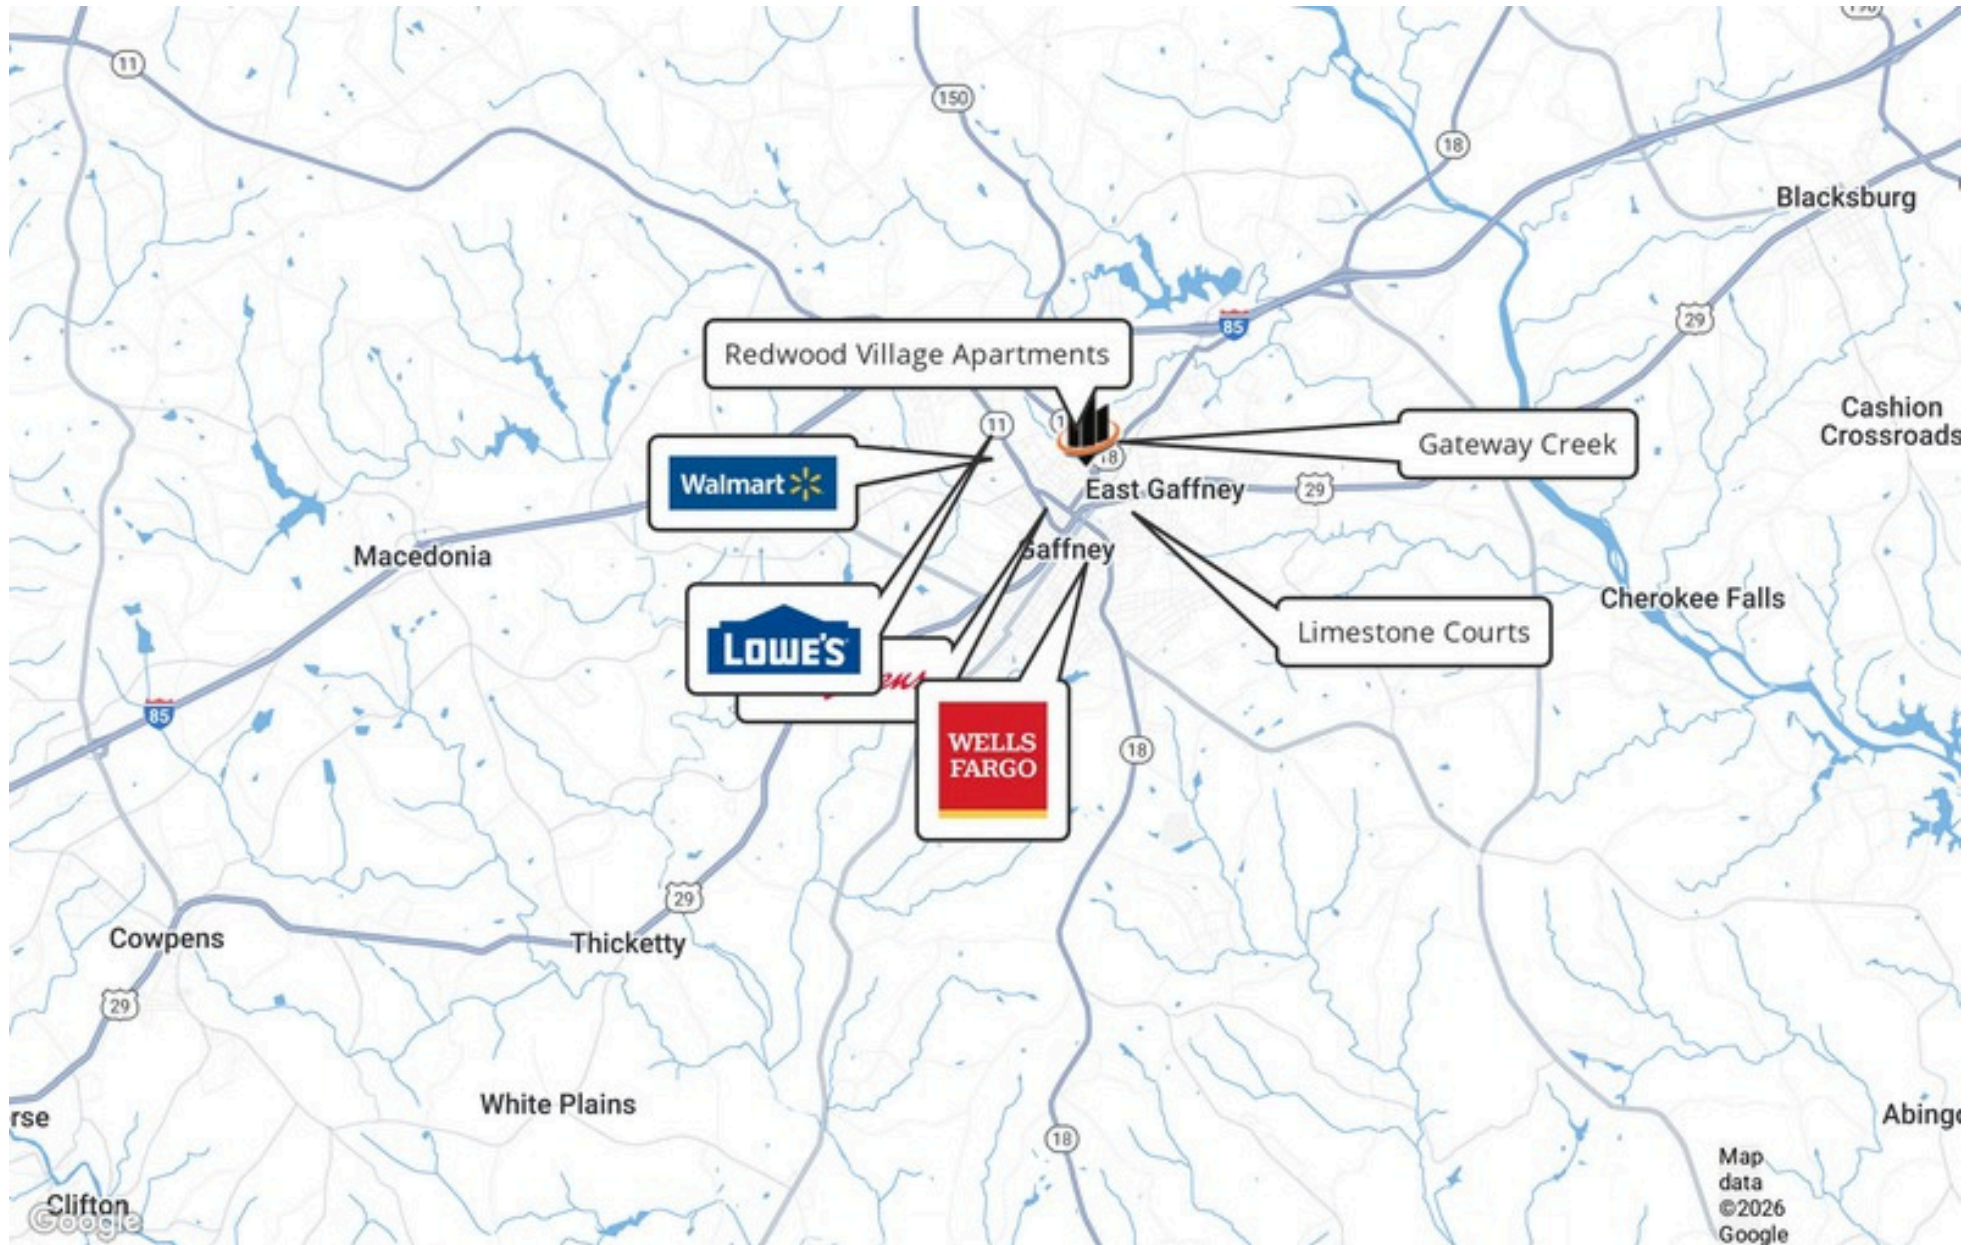 11
150
18
Blacksburg
85
29
Redwood Village Apartments
Cashion
Crossroads
11
Gateway Creek
Walmart
18
East Gaffney
29
Macedonia
Gaffney
Cherokee Falls
LOWE'S
Limestone Courts
85
WELLS
FARGO
18
29
Cowpens
Thicketty
29
White Plains
18
Map
data
©2026
Google
Clifton
Google